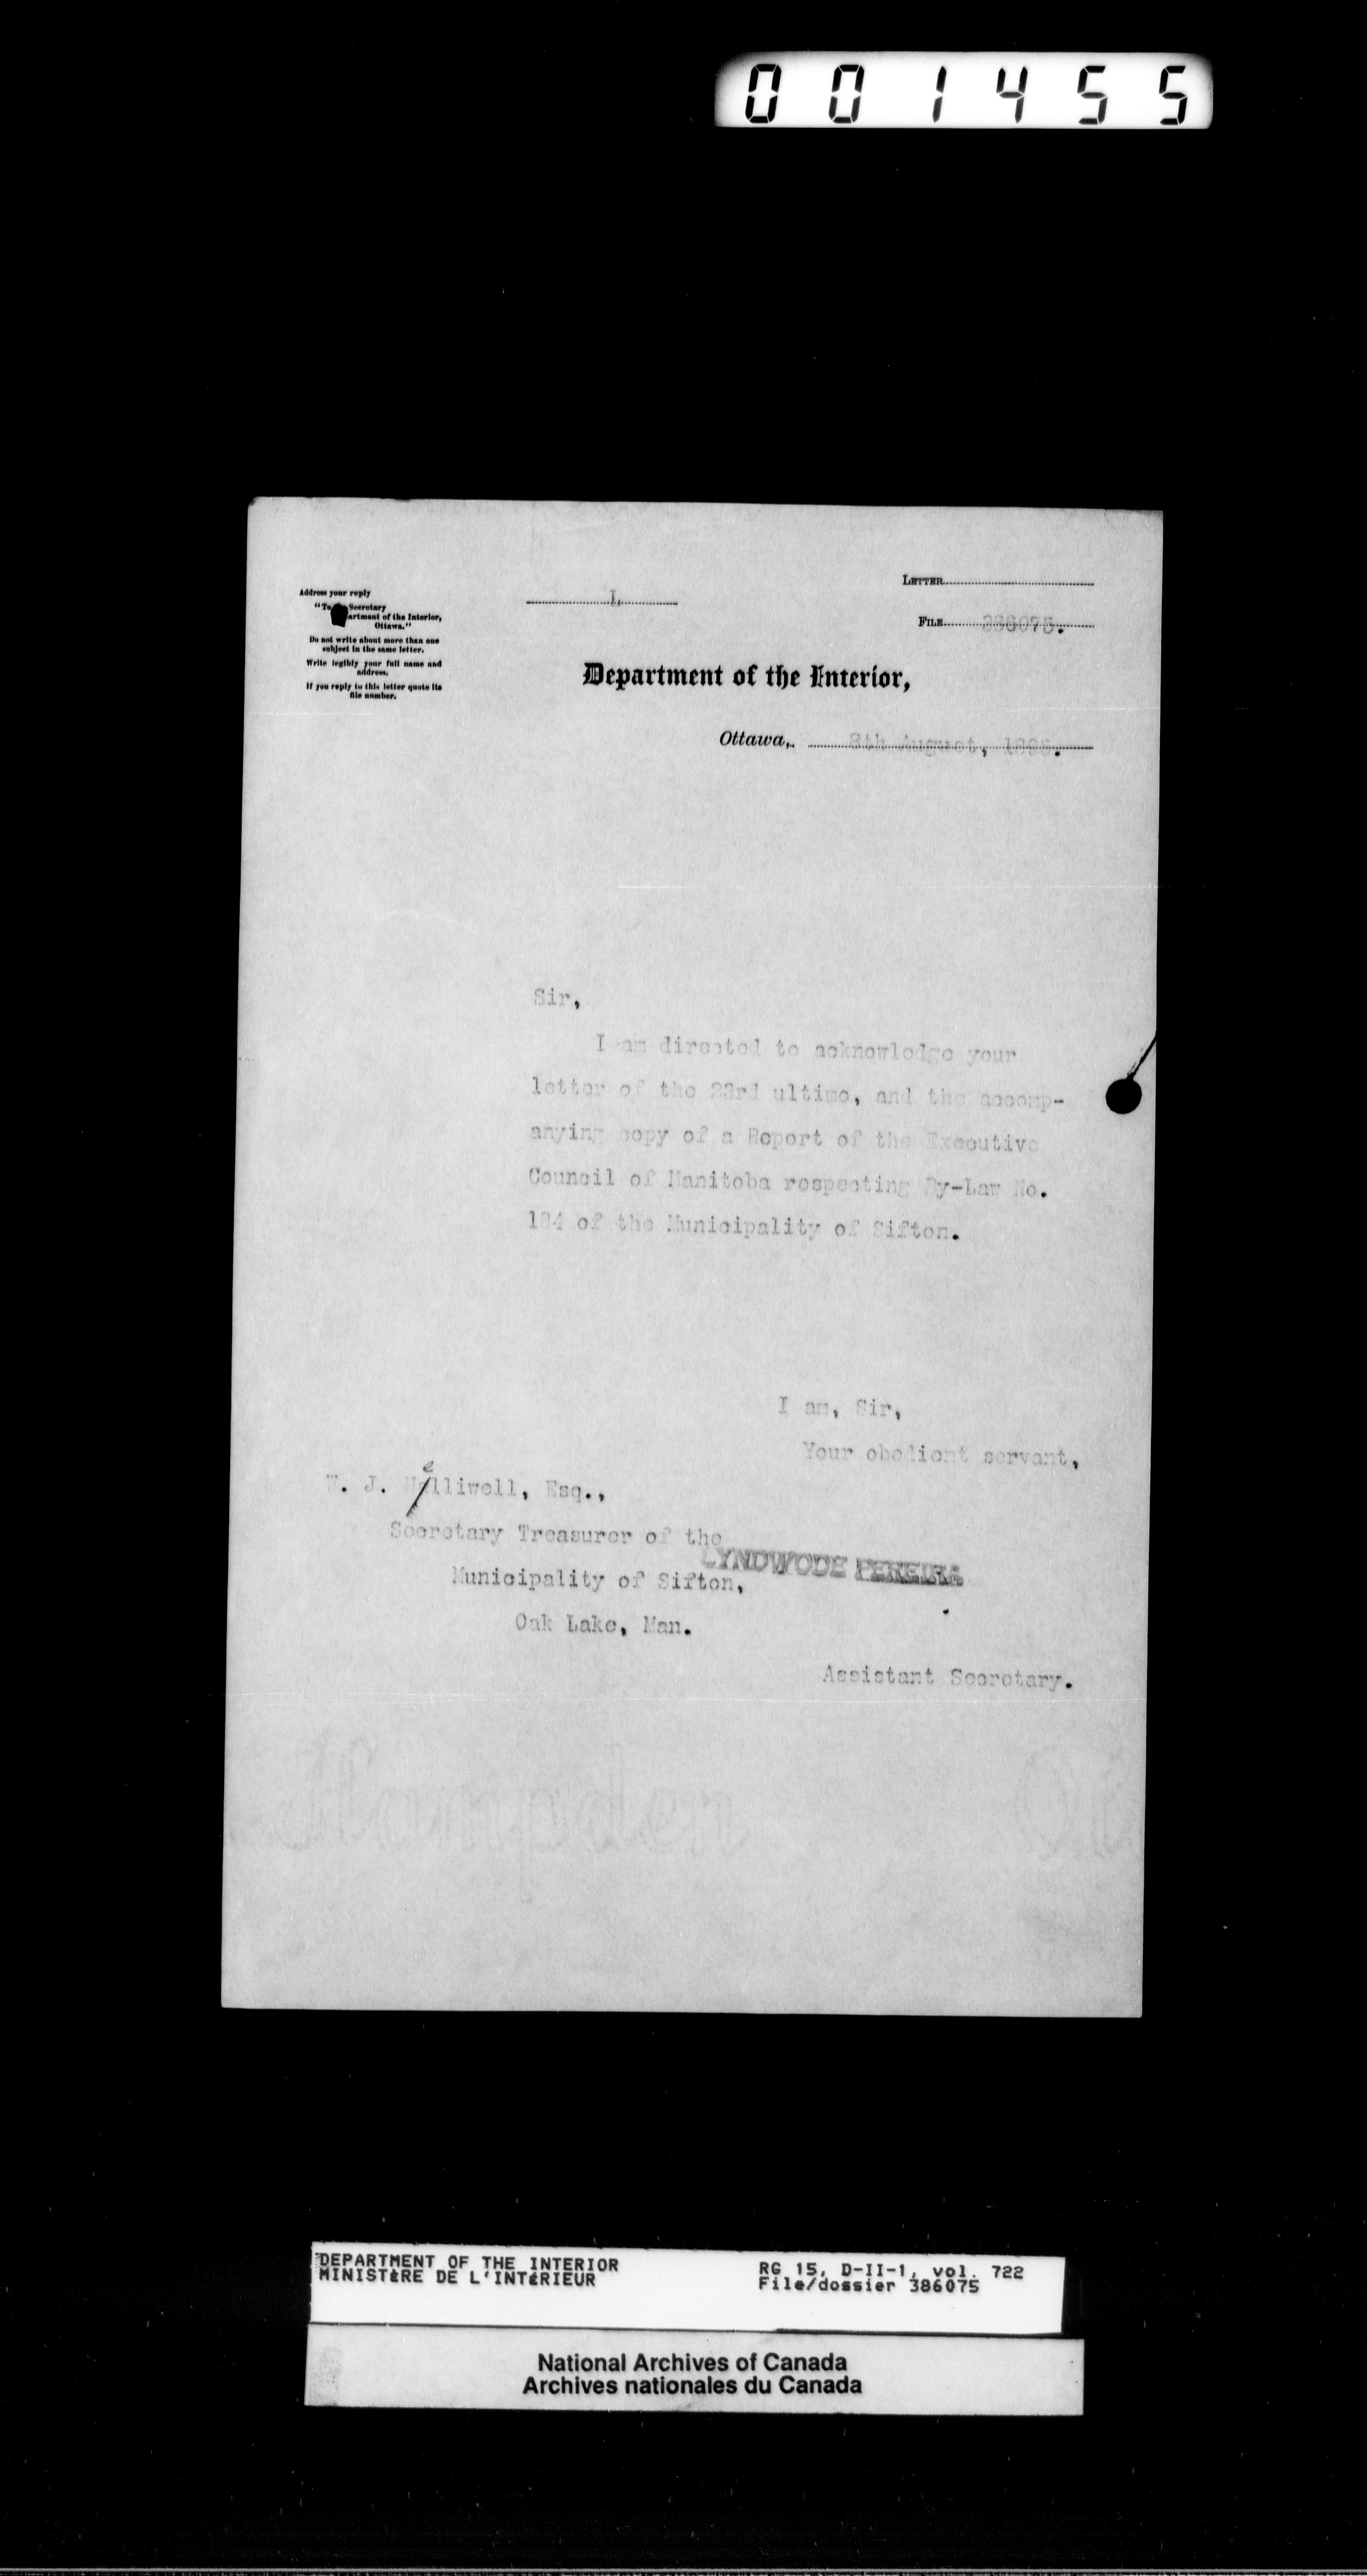 001455
LETTER
Address your reply
L.
"To Secretary
artment of the Interior,
Ottawa."
FILE 386075.
Do not write about more than one
subject in the same letter.
Write legibly your full name and
address.
If you reply to this letter quote its
file number.
Department of the Interior,
Ottawa, 8th August, 1895.
Sir,
I am directed to acknowledge your
letter of the 23rd ultimo, and the accomp-
anying copy of a Report of the Executive
Council of Manitoba respecting By-Law No.
184 of the Municipality of Sifton.
I am, Sir,
Your obedient servant,
W. J. Helliwell, Esq.,
Secretary Treasurer of the
LYNDWODE PEREIRA
Municipality of Sifton,
Oak Lake, Man.
Assistant Secretary.
Hampden
DEPARTMENT OF THE INTERIOR
MINISTÈRE DE L'INTÉRIEUR
RG 15, D-II-1, vol. 722
File/dossier 386075
National Archives of Canada
Archives nationales du Canada